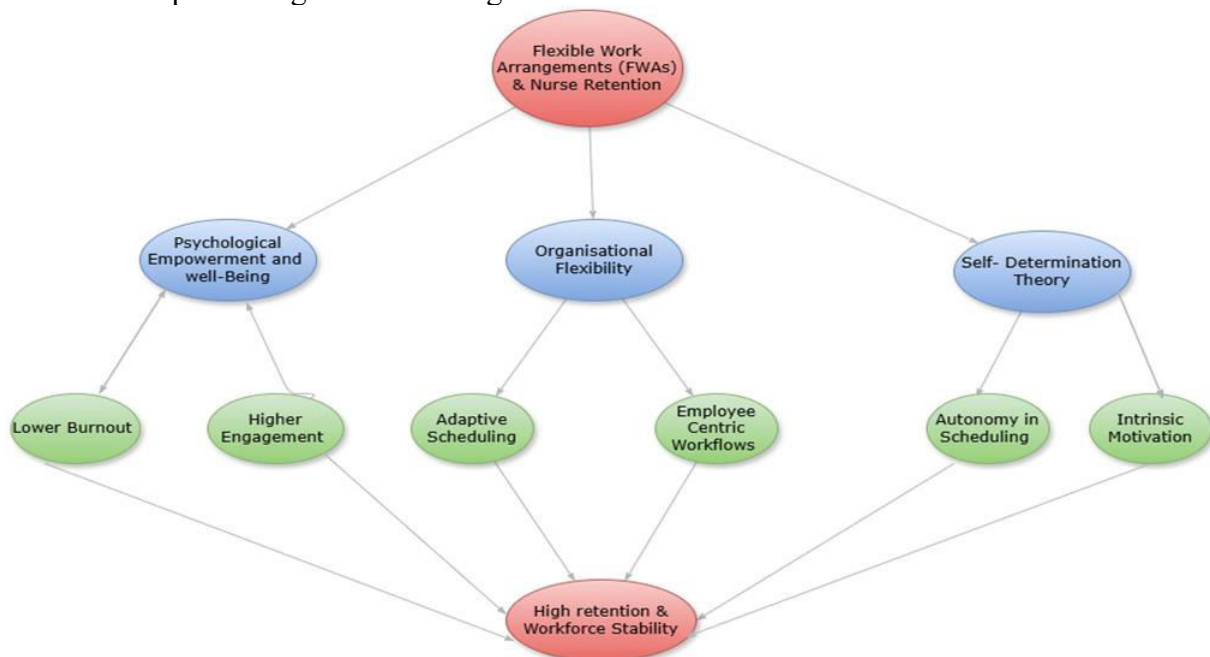 Flexible Work
Arrangements (FWAs)
& Nurse Retention
Psychological
Empowerment and
well-Being
Organisational
Flexibility
Self- Determination
Theory
Lower Burnout
Higher
Engagement
Adaptive
Scheduling
Employee
Centric
Workflows
Autonomy in
Scheduling
Intrinsic
Motivation
High retention &
Workforce Stability